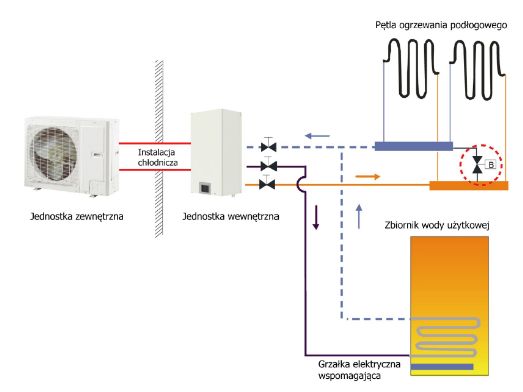 Pętla ogrzewania podłogowego
Instalacja
chłodnicza
B
Jednostka zewnętrzna
Jednostka wewnętrzna
Zbiornik wody użytkowej
Grzałka elektryczna
wspomagająca